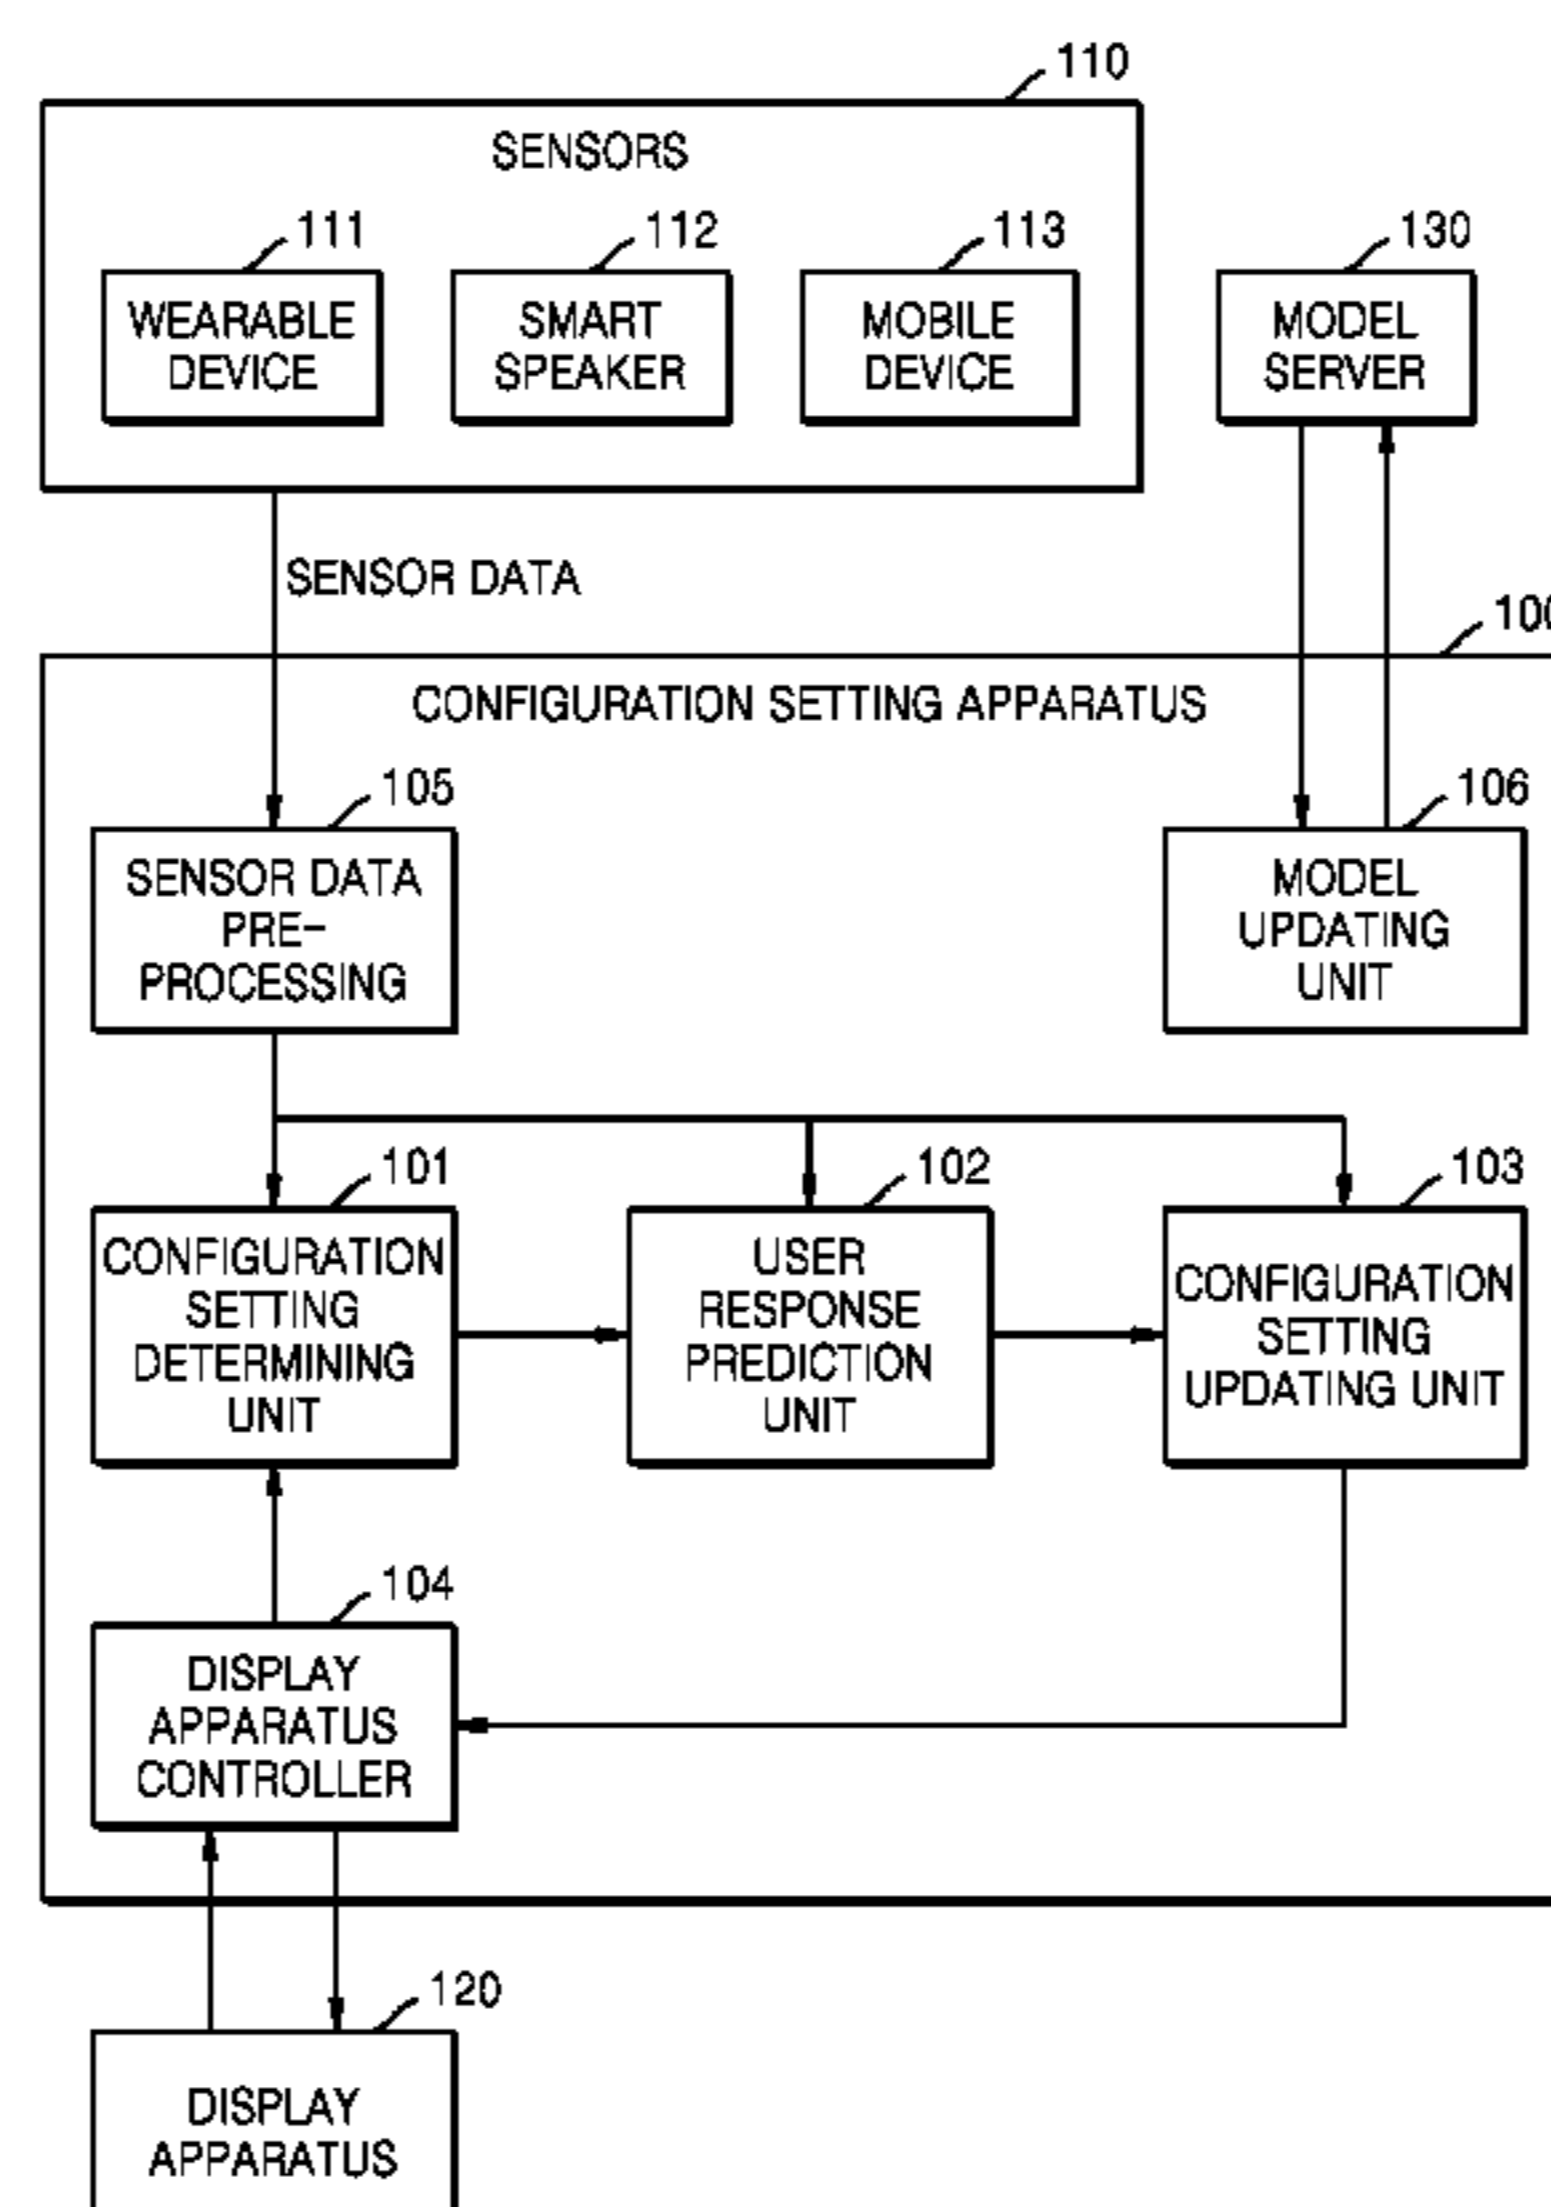 110
SENSORS
111
112
113
130
WEARABLE
DEVICE
SMART
SPEAKER
MOBILE
DEVICE
MODEL
SERVER
SENSOR DATA
100
CONFIGURATION SETTING APPARATUS
105
106
SENSOR DATA
PRE-
PROCESSING
MODEL
UPDATING
UNIT
101
102
103
CONFIGURATION
SETTING
DETERMINING
UNIT
USER
RESPONSE
PREDICTION
UNIT
CONFIGURATION
SETTING
UPDATING UNIT
104
DISPLAY
APPARATUS
CONTROLLER
120
DISPLAY
APPARATUS